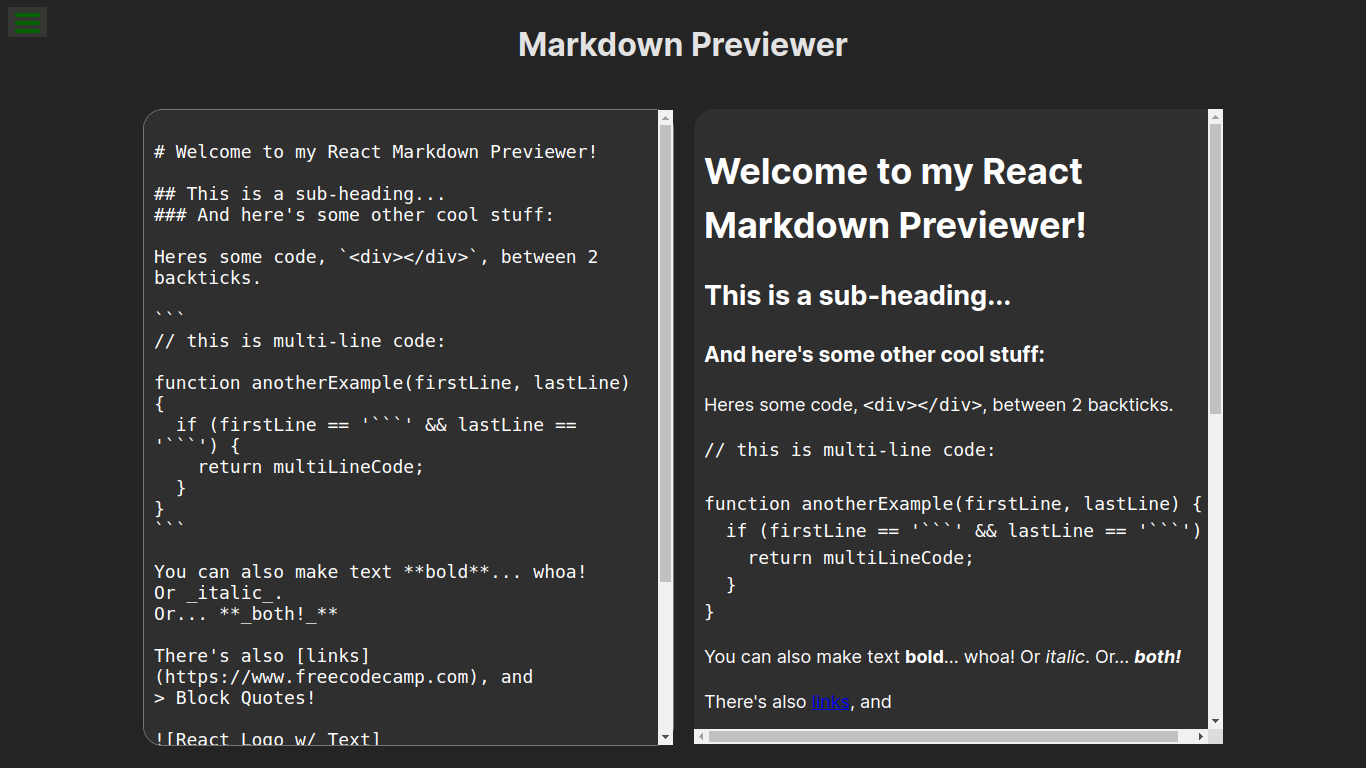 Markdown Previewer
# Welcome to my React Markdown Previewer!
## This is a sub-heading...
### And here's some other cool stuff:
Heres some code, `<div></div>`, between 2
backticks.
```
// this is multi-line code:
function anotherExample(firstLine, lastLine)
{
  if (firstLine == '```' && lastLine ==
'```') {
    return multiLineCode;
  }
}
```
You can also make text **bold**... whoa!
Or _italic_.
Or... **_both!_**
There's also [links]
(https://www.freecodecamp.com), and
> Block Quotes!
![React Logo w/ Text]
Welcome to my React
Markdown Previewer!
This is a sub-heading...
And here's some other cool stuff:
Heres some code, <div></div>, between 2 backticks.
// this is multi-line code:
function anotherExample(firstLine, lastLine) {
  if (firstLine == '```' && lastLine == '```')
    return multiLineCode;
  }
}
You can also make text bold... whoa! Or italic. Or... both!
There's also links, and